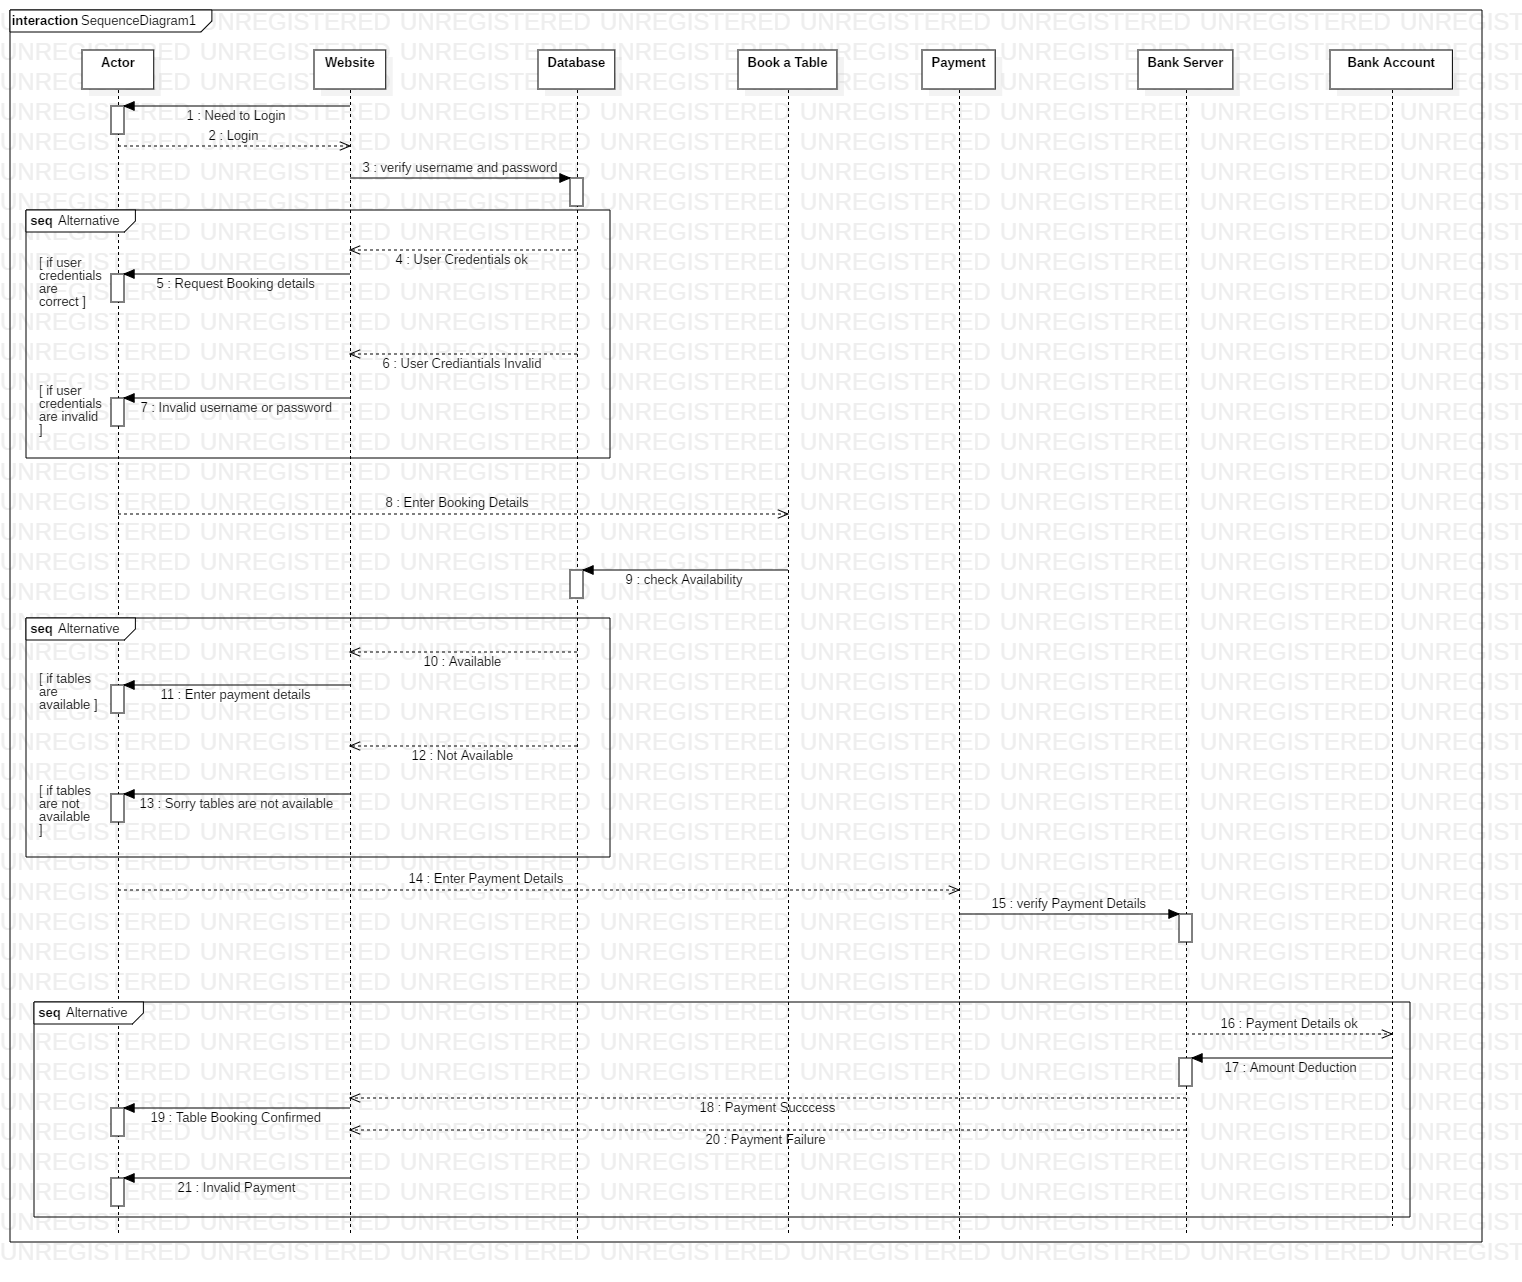 interaction SequenceDiagram1
Actor
Website
Database
Book a Table
Payment
Bank Server
Bank Account
1 : Need to Login
2 : Login
3 : verify username and password
seq Alternative
4 : User Credentials ok
[ if user
credentials
are
correct ]
5 : Request Booking details
6 : User Crediantials Invalid
[ if user
credentials
are invalid
]
7 : Invalid username or password
8 : Enter Booking Details
9 : check Availability
seq Alternative
10 : Available
[ if tables
are
available ]
11 : Enter payment details
12 : Not Available
[ if tables
are not
available
]
13 : Sorry tables are not available
14 : Enter Payment Details
15 : verify Payment Details
seq Alternative
16 : Payment Details ok
17 : Amount Deduction
18 : Payment Succcess
19 : Table Booking Confirmed
20 : Payment Failure
21 : Invalid Payment
UNREGISTERED